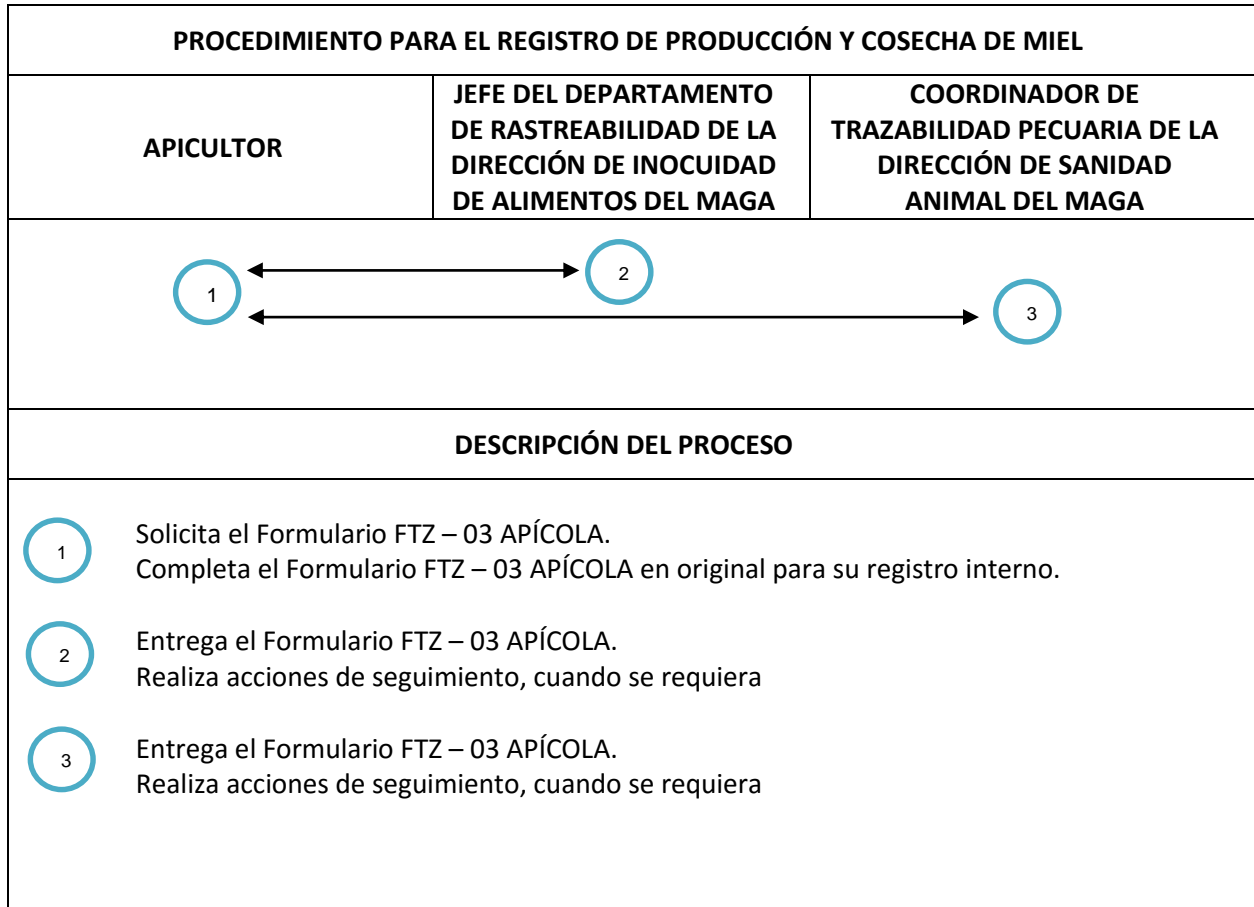 PROCEDIMIENTO PARA EL REGISTRO DE PRODUCCIÓN Y COSECHA DE MIEL
APICULTOR
JEFE DEL DEPARTAMENTO
DE RASTREABILIDAD DE LA
DIRECCIÓN DE INOCUIDAD
DE ALIMENTOS DEL MAGA
COORDINADOR DE
TRAZABILIDAD PECUARIA DE LA
DIRECCIÓN DE SANIDAD
ANIMAL DEL MAGA
1
2
3
DESCRIPCIÓN DEL PROCESO
1
Solicita el Formulario FTZ – 03 APÍCOLA.
Completa el Formulario FTZ – 03 APÍCOLA en original para su registro interno.
2
Entrega el Formulario FTZ – 03 APÍCOLA.
Realiza acciones de seguimiento, cuando se requiera
3
Entrega el Formulario FTZ – 03 APÍCOLA.
Realiza acciones de seguimiento, cuando se requiera